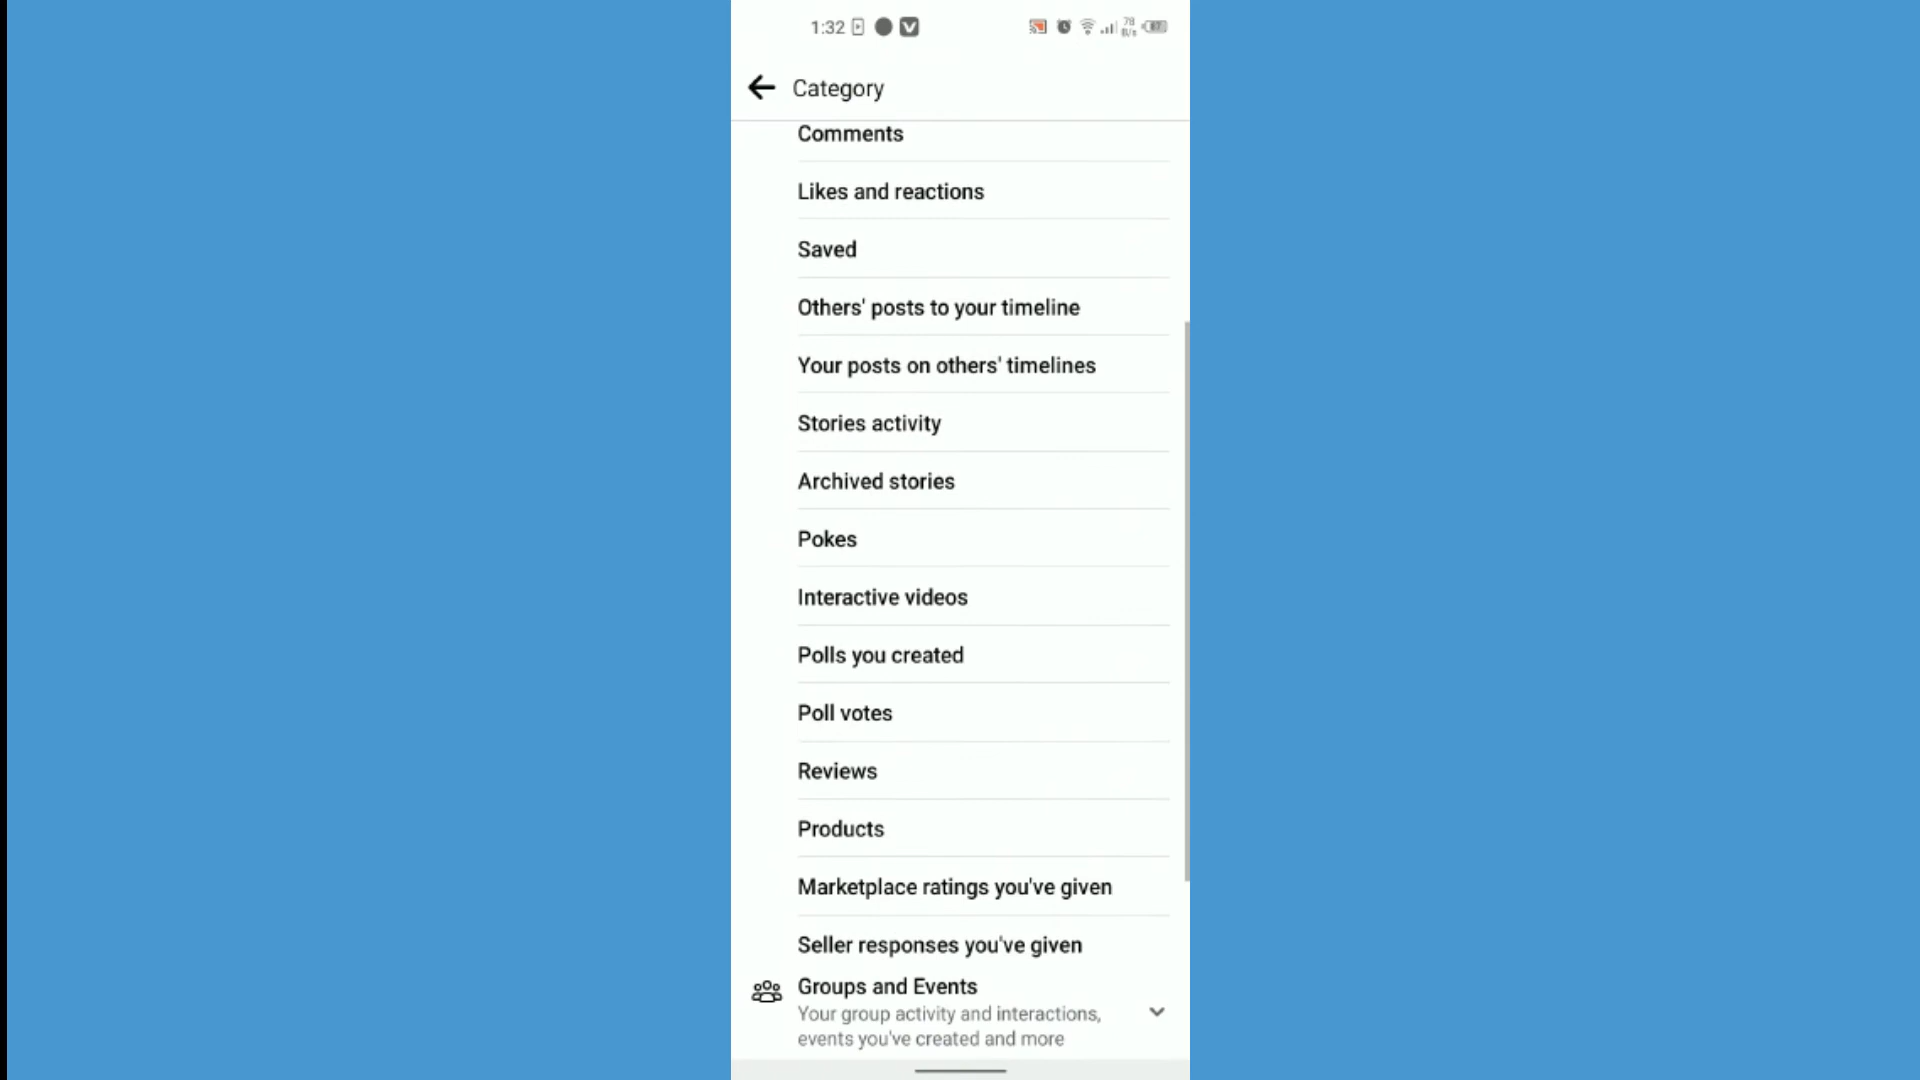 1:32
78
B/s
87
Category
Comments
Likes and reactions
Saved
Others' posts to your timeline
Your posts on others' timelines
Stories activity
Archived stories
Pokes
Interactive videos
Polls you created
Poll votes
Reviews
Products
Marketplace ratings you've given
Seller responses you've given
Groups and Events
Your group activity and interactions,
events you've created and more